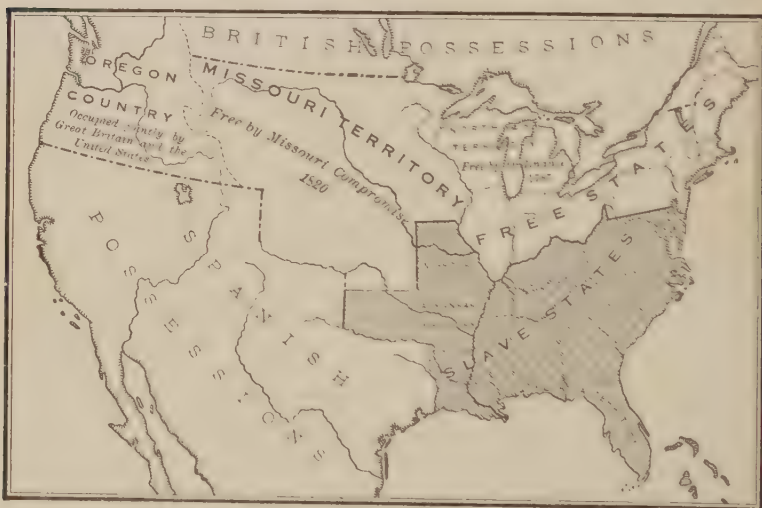 BRITISH POSSESSIONS
OREGON
COUNTRY
Occupied jointly by
Great Britain and the
United States
MISSOURI TERRITORY
Free by Missouri Compromise
1820
FREE STATES
SLAVE STATES
SPANISH
POSSESSIONS